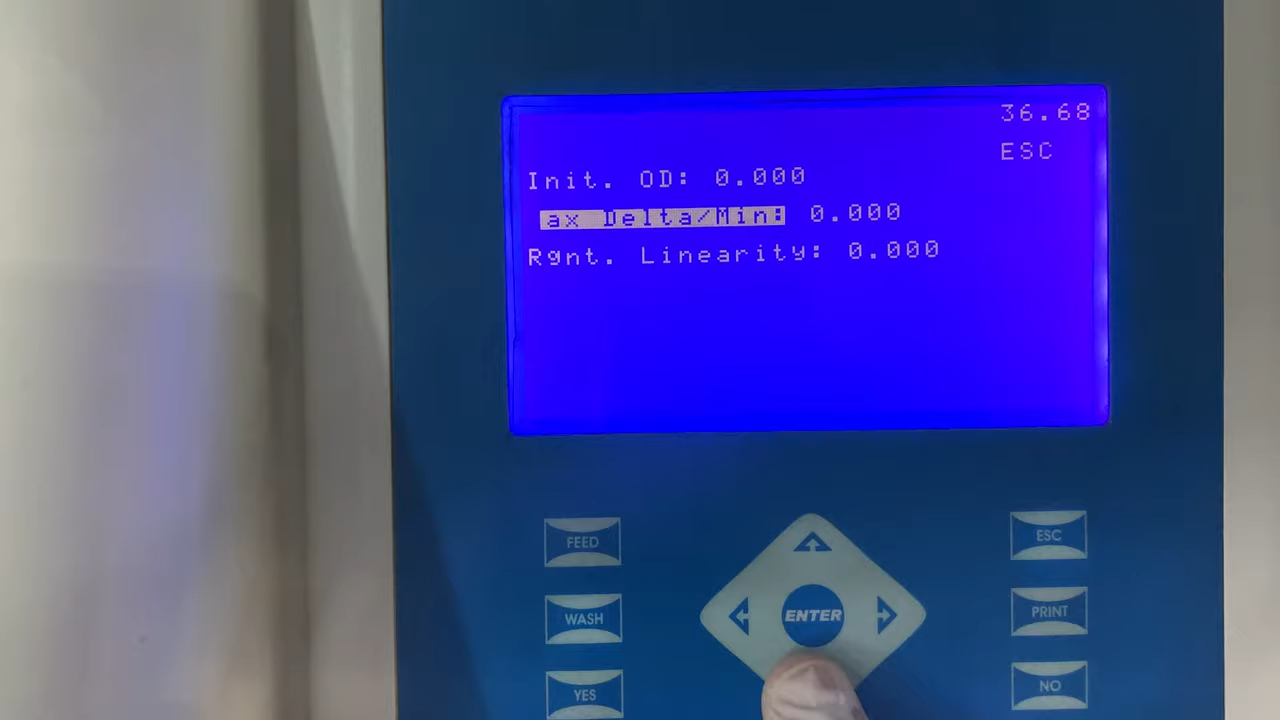 36.68
ESC
Init. OD: 0.000
ax Delta/Min: 0.000
Rgnt. Linearity: 0.000
FEED
ESC
WASH
ENTER
PRINT
YES
NO